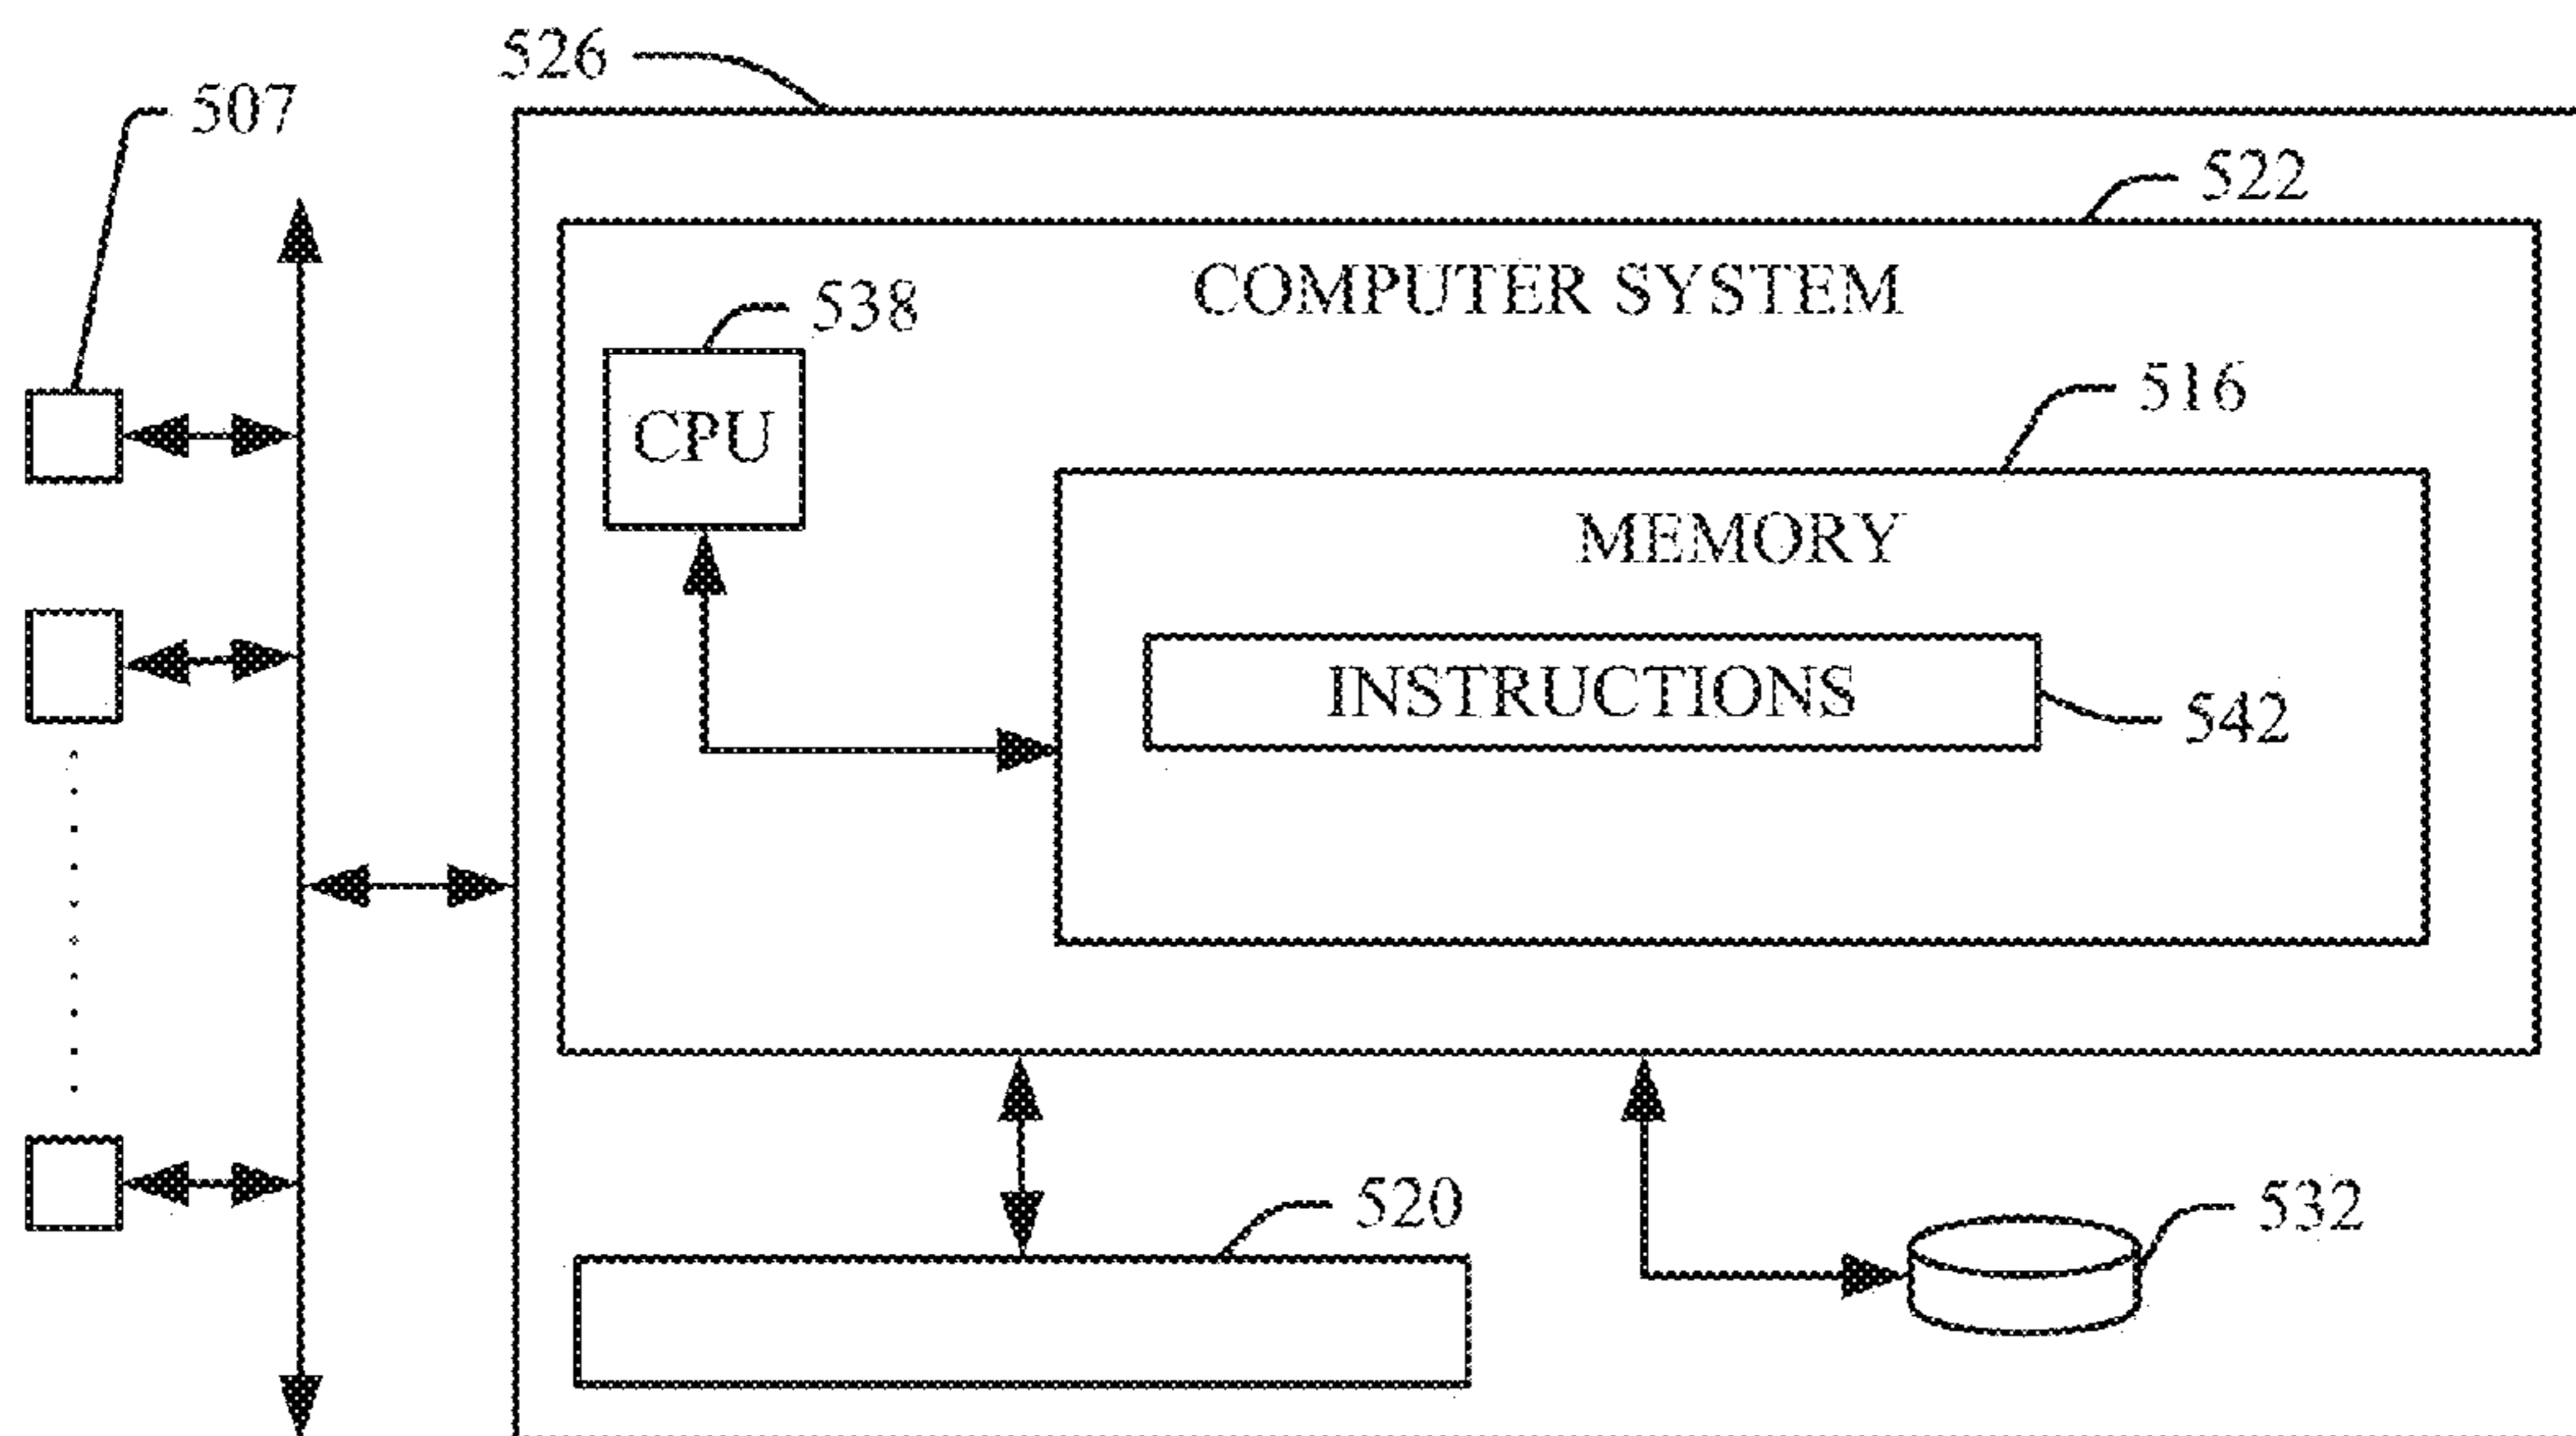 526
507
522
COMPUTER SYSTEM
538
516
CPU
MEMORY
INSTRUCTIONS
542
520
532